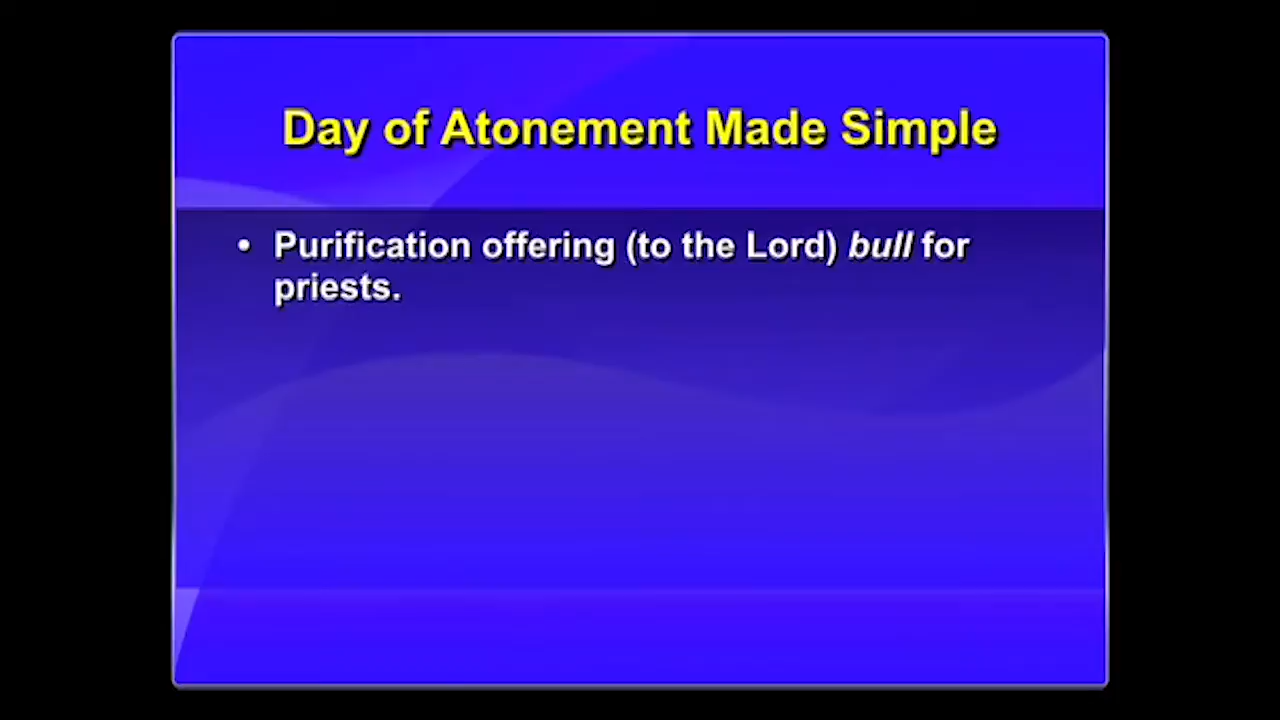 Day of Atonement Made Simple
• Purification offering (to the Lord) bull for
priests.